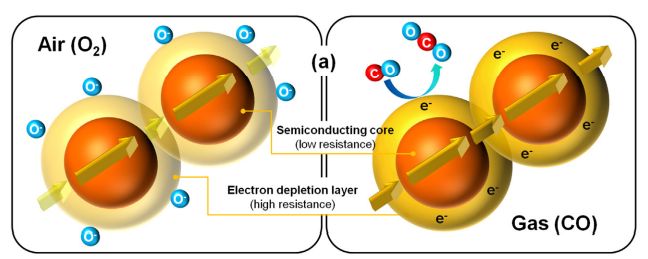 Air (O₂)
(a)
O⁻
O⁻
O⁻
O⁻
O⁻
O⁻
O⁻
O⁻
Semiconducting core
(low resistance)
Electron depletion layer
(high resistance)
C O
O C O
e⁻
e⁻
e⁻
e⁻
e⁻
e⁻
e⁻
e⁻
Gas (CO)